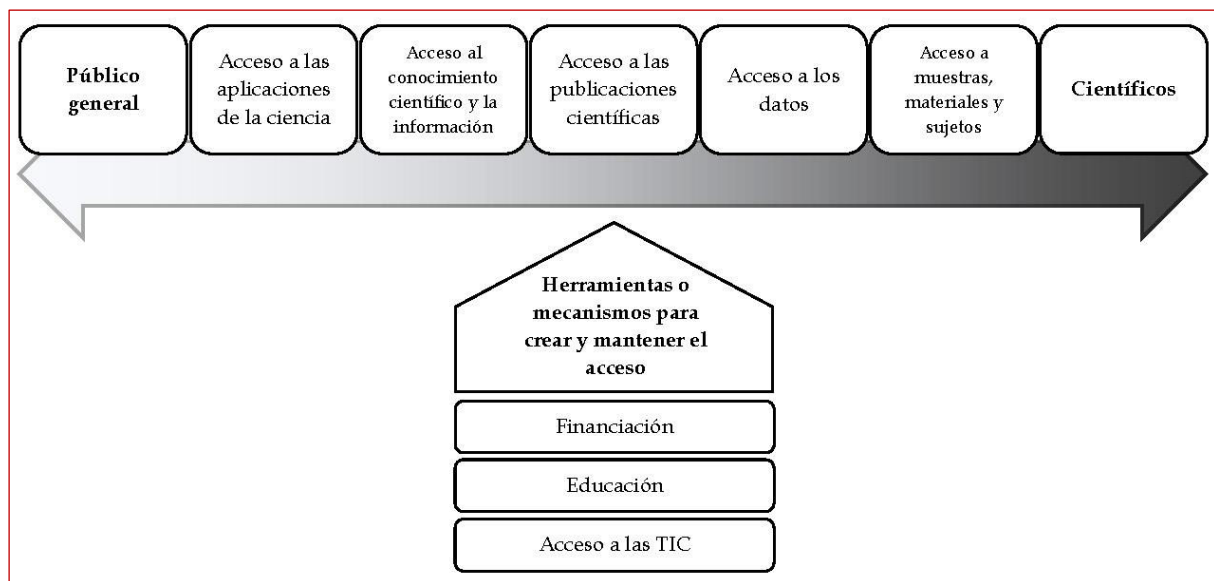 Público
general
Acceso a las
aplicaciones
de la ciencia
Acceso al
conocimiento
científico y la
información
Acceso a las
publicaciones
científicas
Acceso a los
datos
Acceso a
muestras,
materiales y
sujetos
Científicos
Herramientas o
mecanismos para
crear y mantener el
acceso
Financiación
Educación
Acceso a las TIC